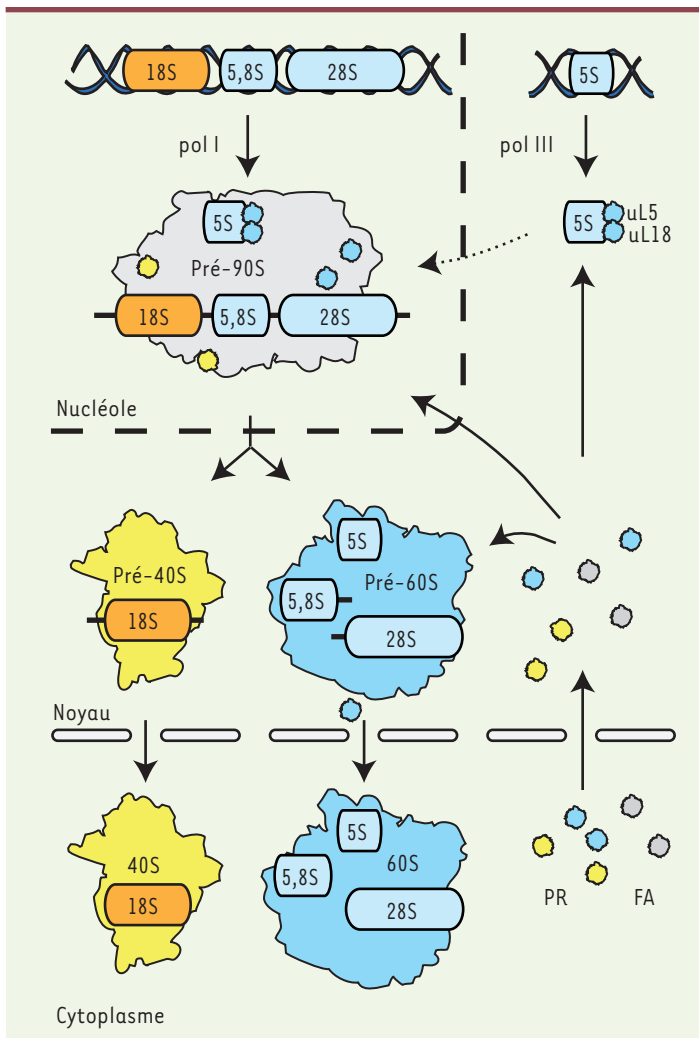 18S 5,8S 28S 5S
pol I pol III
5S 5S uL5
uL18
Pré-90S
18S 5,8S 28S
Nucléole
5S
Pré-40S 5,8S Pré-60S
18S 28S
Noyau
5S
40S 5,8S 60S
18S 28S PR FA
Cytoplasme